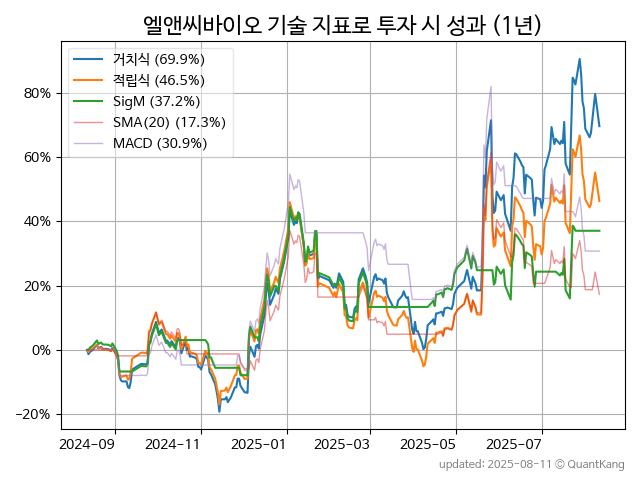 엘앤씨바이오 기술 지표로 투자 시 성과 (1년)
거치식 (69.9%)
적립식 (46.5%)
SigM (37.2%)
SMA(20) (17.3%)
MACD (30.9%)
80%
60%
40%
20%
0%
−20%
2024-09 2024-11 2025-01 2025-03 2025-05 2025-07
updated: 2025-08-11 © QuantKang